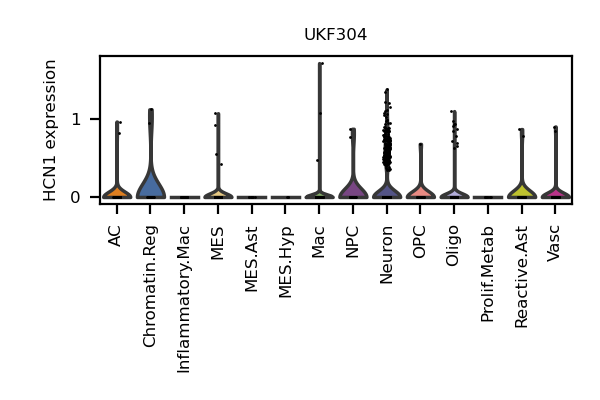 UKF304
HCN1 expression
1
0
AC
Chromatin.Reg
Inflammatory.Mac
MES
MES.Ast
MES.Hyp
Mac
NPC
Neuron
OPC
Oligo
Prolif.Metab
Reactive.Ast
Vasc